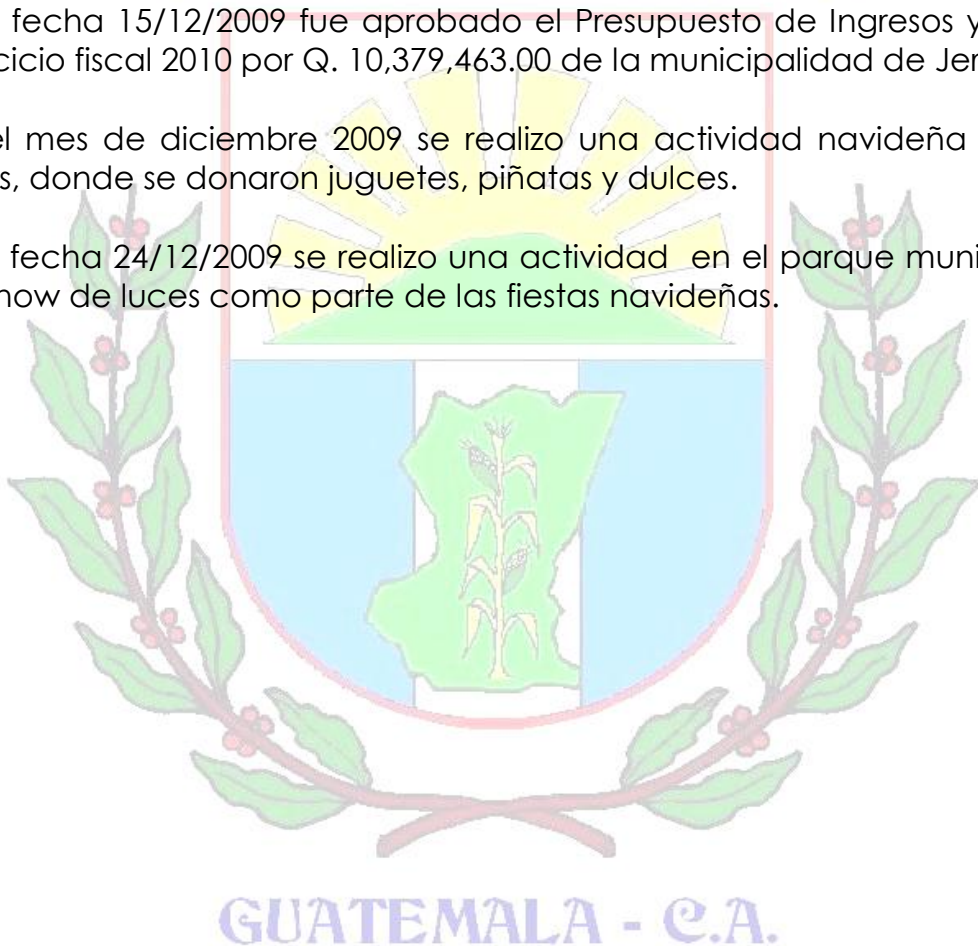 fecha 15/12/2009 fue aprobado el Presupuesto de Ingresos y
cicio fiscal 2010 por Q. 10,379,463.00 de la municipalidad de Jer
el mes de diciembre 2009 se realizo una actividad navideña
s, donde se donaron juguetes, piñatas y dulces.
fecha 24/12/2009 se realizo una actividad en el parque muni
how de luces como parte de las fiestas navideñas.
GUATEMALA - C.A.